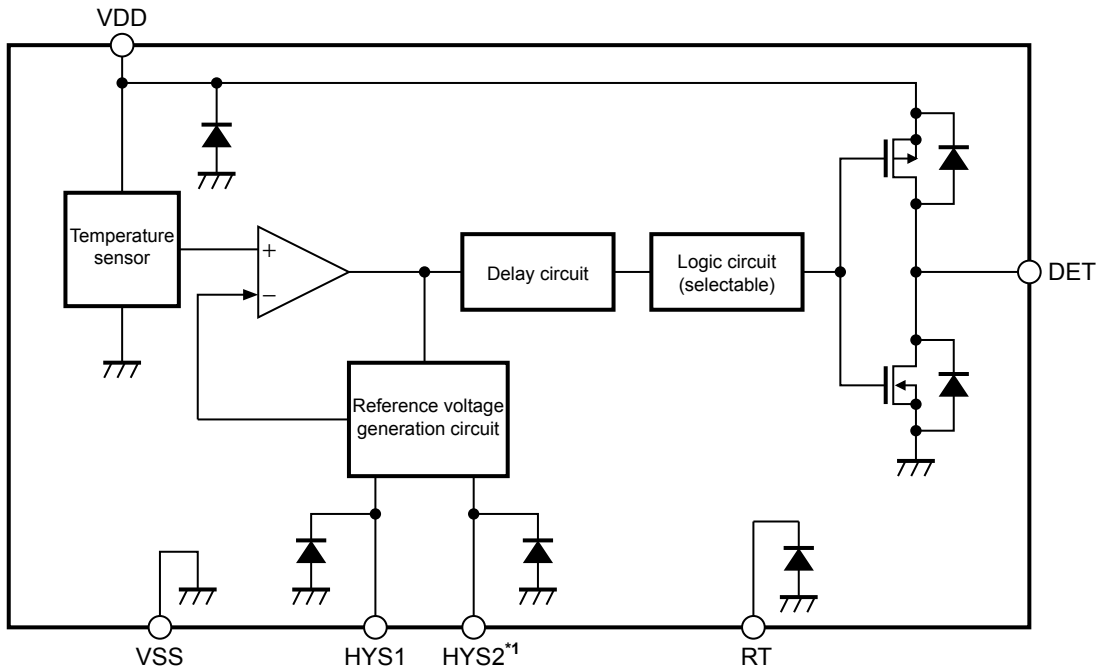 VDD
Temperature
sensor
+
−
Delay circuit
Logic circuit
(selectable)
DET
Reference voltage
generation circuit
VSS
HYS1
HYS2*1
RT